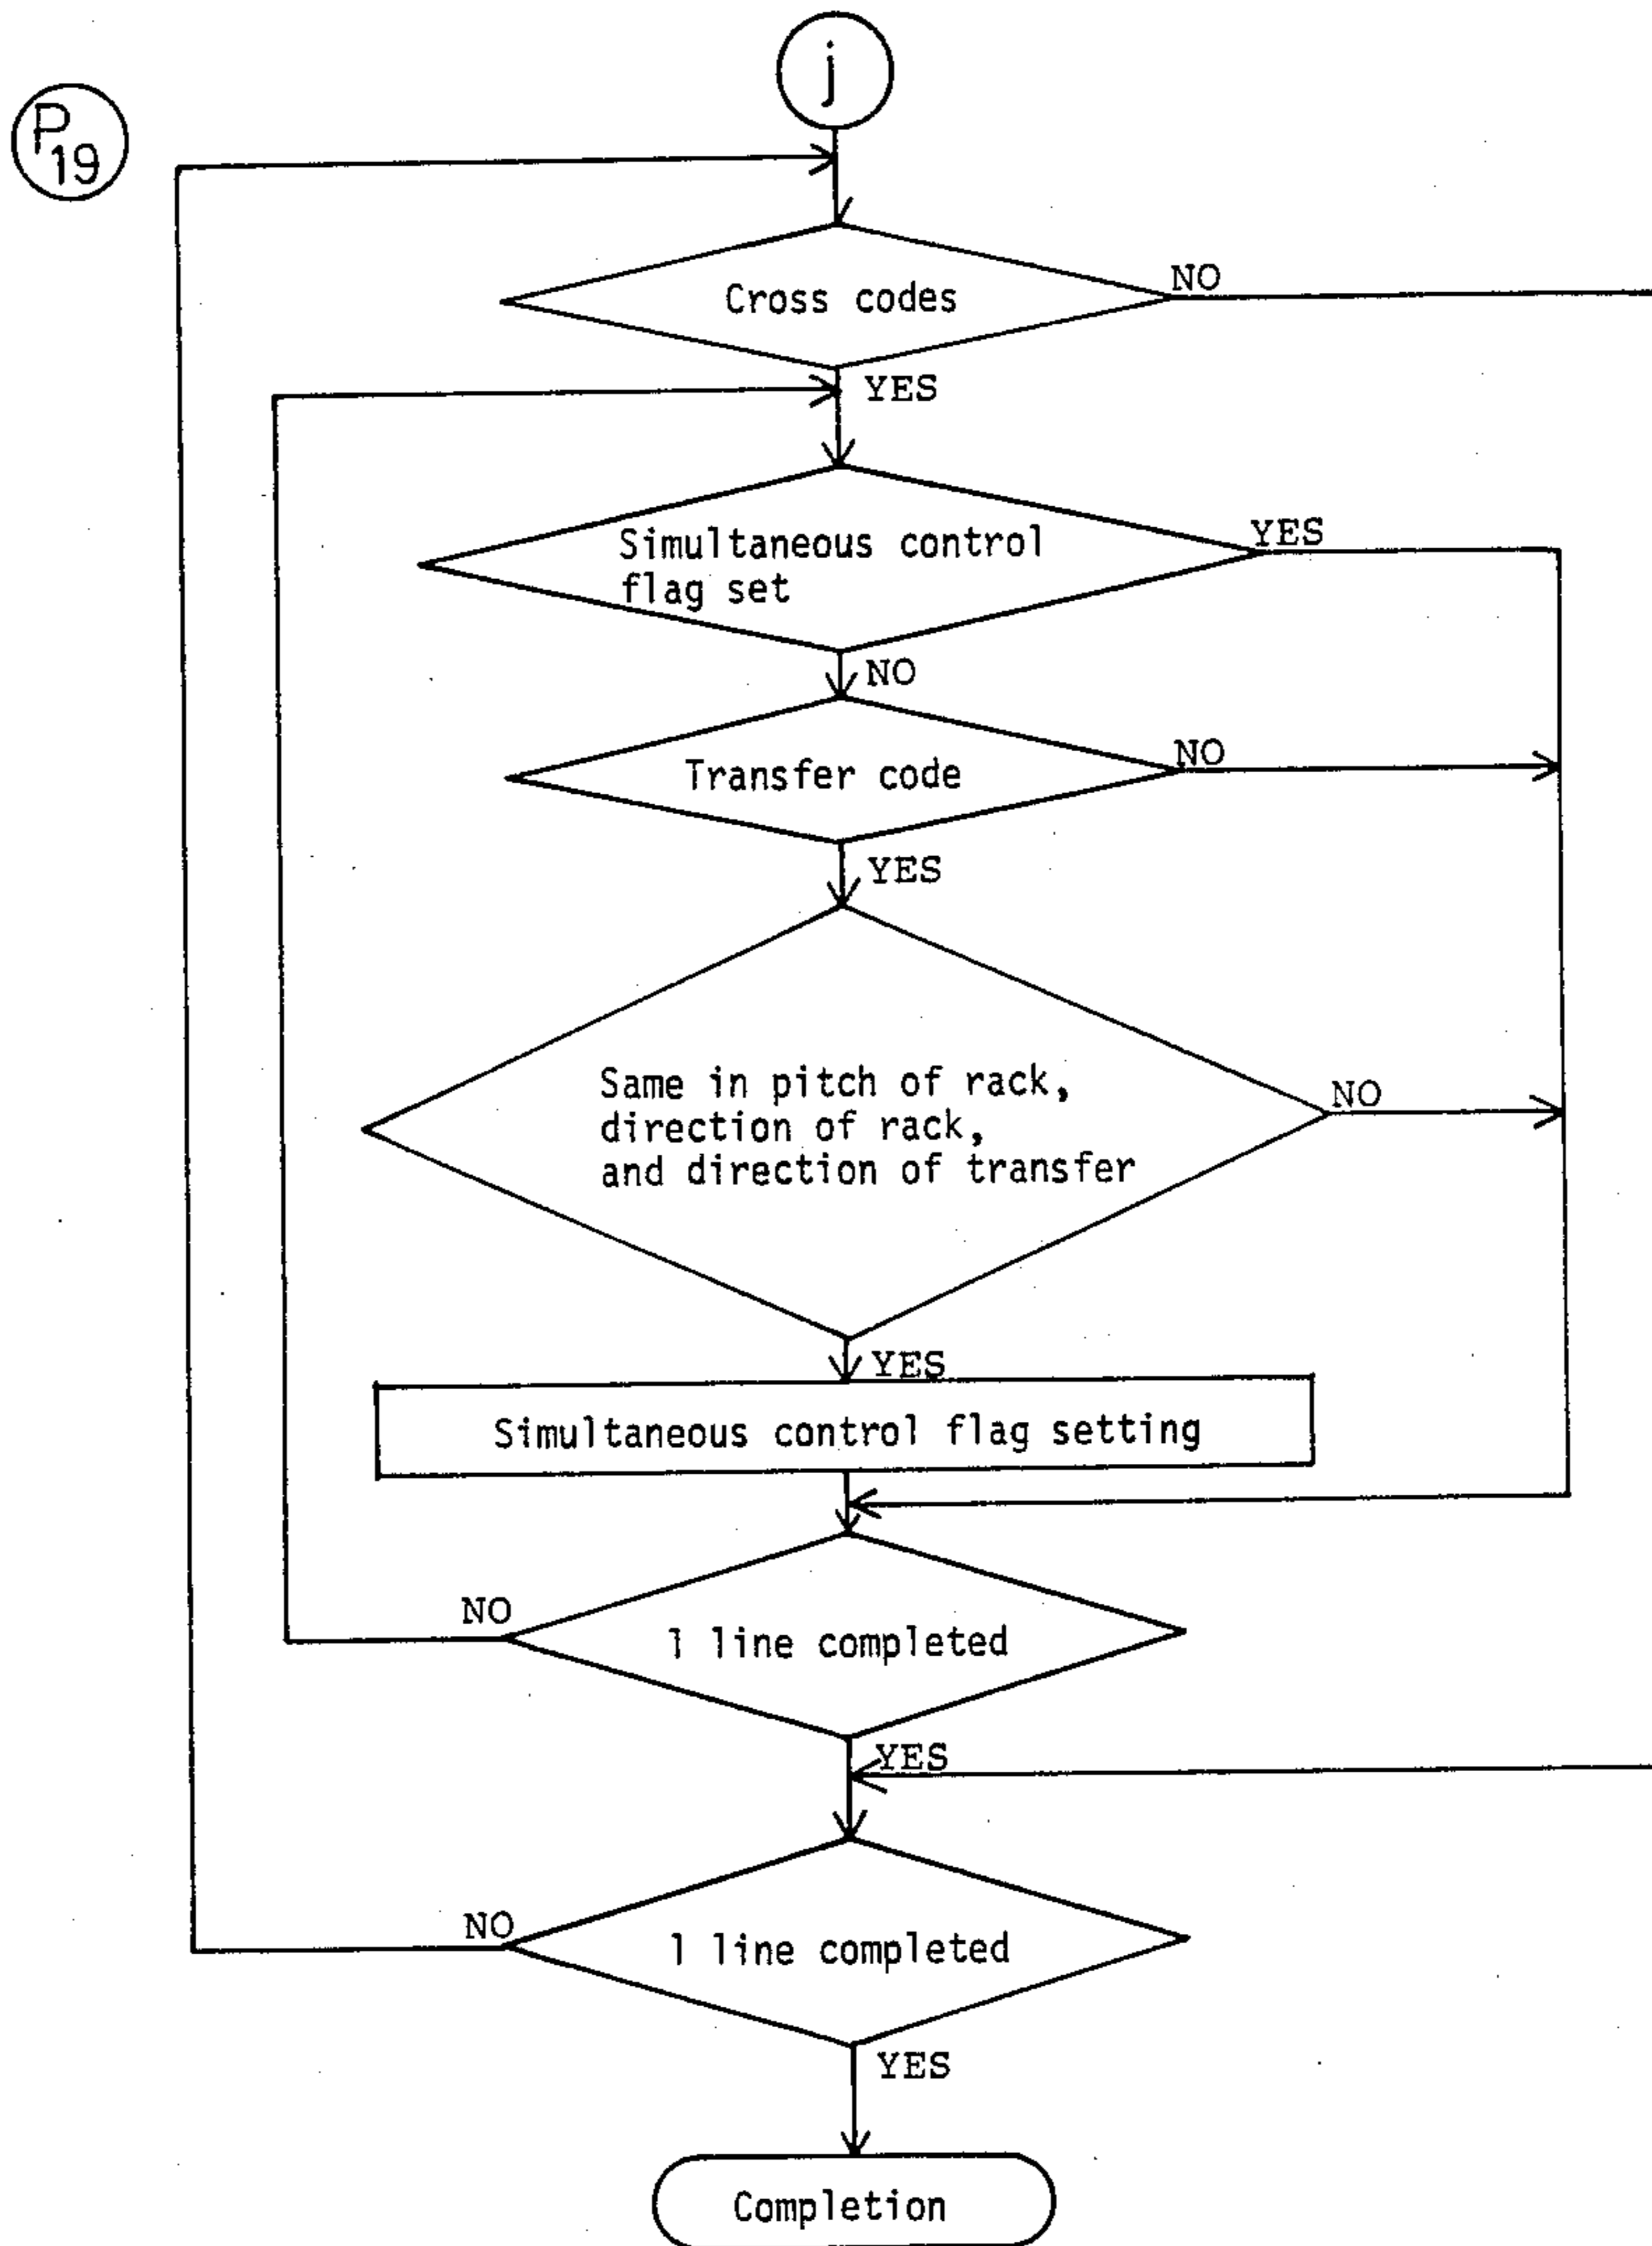 j
P19
Cross codes
NO
YES
Simultaneous control
flag set
YES
NO
Transfer code
NO
YES
Same in pitch of rack,
direction of rack,
and direction of transfer
NO
YES
Simultaneous control flag setting
NO
1 line completed
YES
NO
1 line completed
YES
Completion